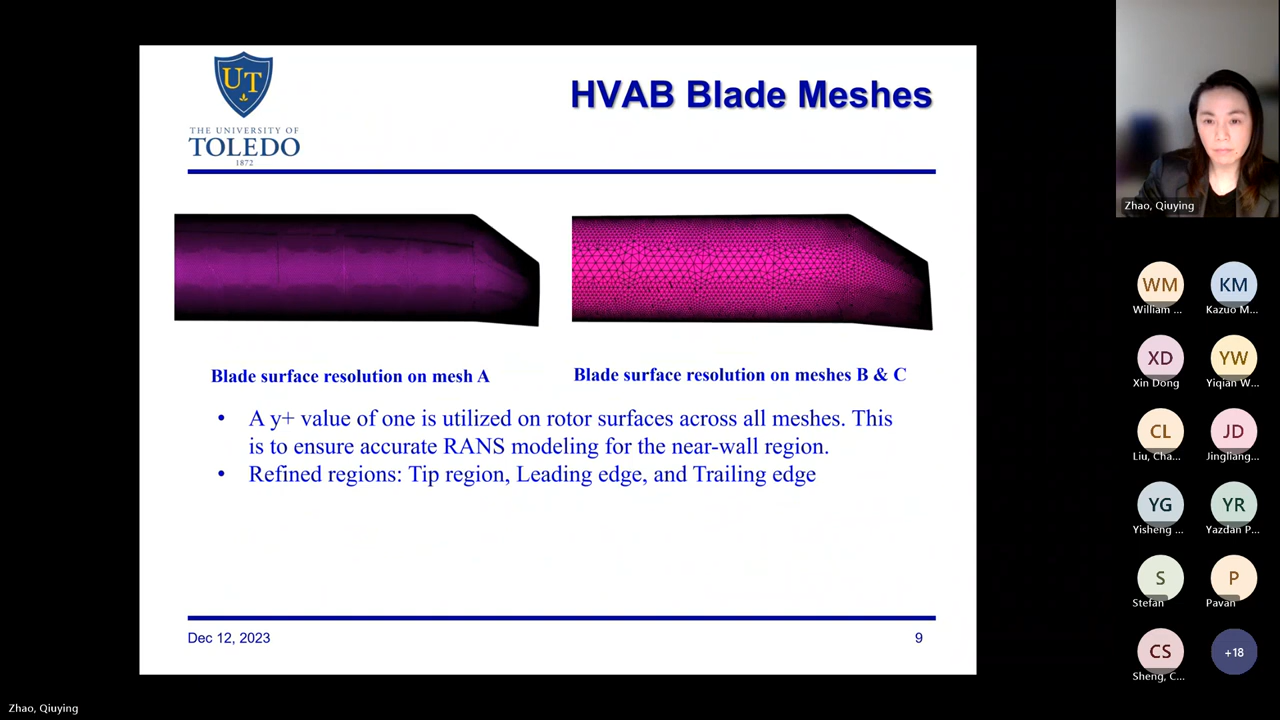 UT
THE UNIVERSITY OF
TOLEDO
1872
HVAB Blade Meshes
Blade surface resolution on mesh A
Blade surface resolution on meshes B & C
• A y+ value of one is utilized on rotor surfaces across all meshes. This
is to ensure accurate RANS modeling for the near-wall region.
• Refined regions: Tip region, Leading edge, and Trailing edge
Dec 12, 2023
9
Zhao, Qiuying
WM
William ...
KM
Kazuo M...
XD
Xin Dong
YW
Yiqian W...
CL
Liu, Cha...
JD
Jingliang...
YG
Yisheng ...
YR
Yazdan P...
S
Stefan
P
Pavan
CS
Sheng, C...
+18
Zhao, Qiuying